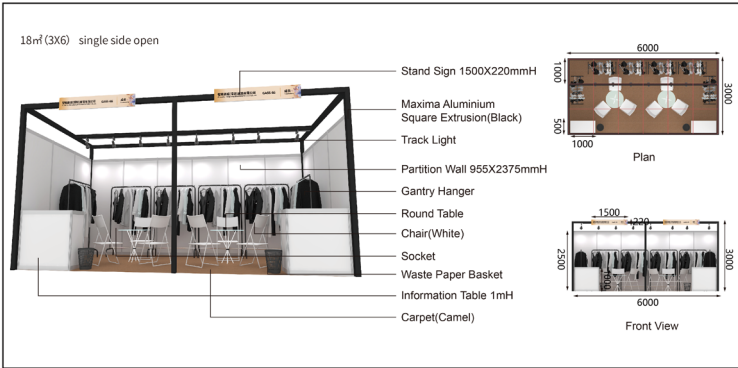 18㎡(3X6) single side open
Stand Sign 1500X220mmH
Maxima Aluminium
Square Extrusion(Black)
Track Light
Partition Wall 955X2375mmH
Gantry Hanger
Round Table
Chair(White)
Socket
Waste Paper Basket
Information Table 1mH
Carpet(Camel)
6000
1000
3000
500
1000
Plan
1500
220
2500
1000
3000
6000
Front View